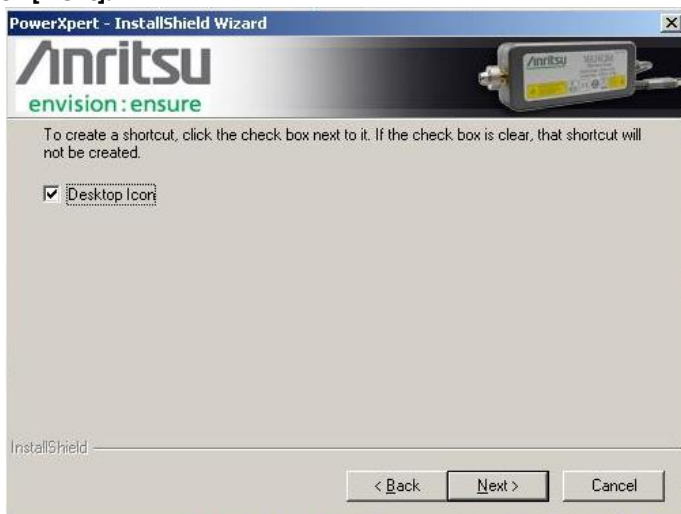 PowerXpert - InstallShield Wizard
Anritsu
envision : ensure
Anritsu
To create a shortcut, click the check box next to it. If the check box is clear, that shortcut will
not be created.
Desktop Icon
InstallShield
< Back Next > Cancel